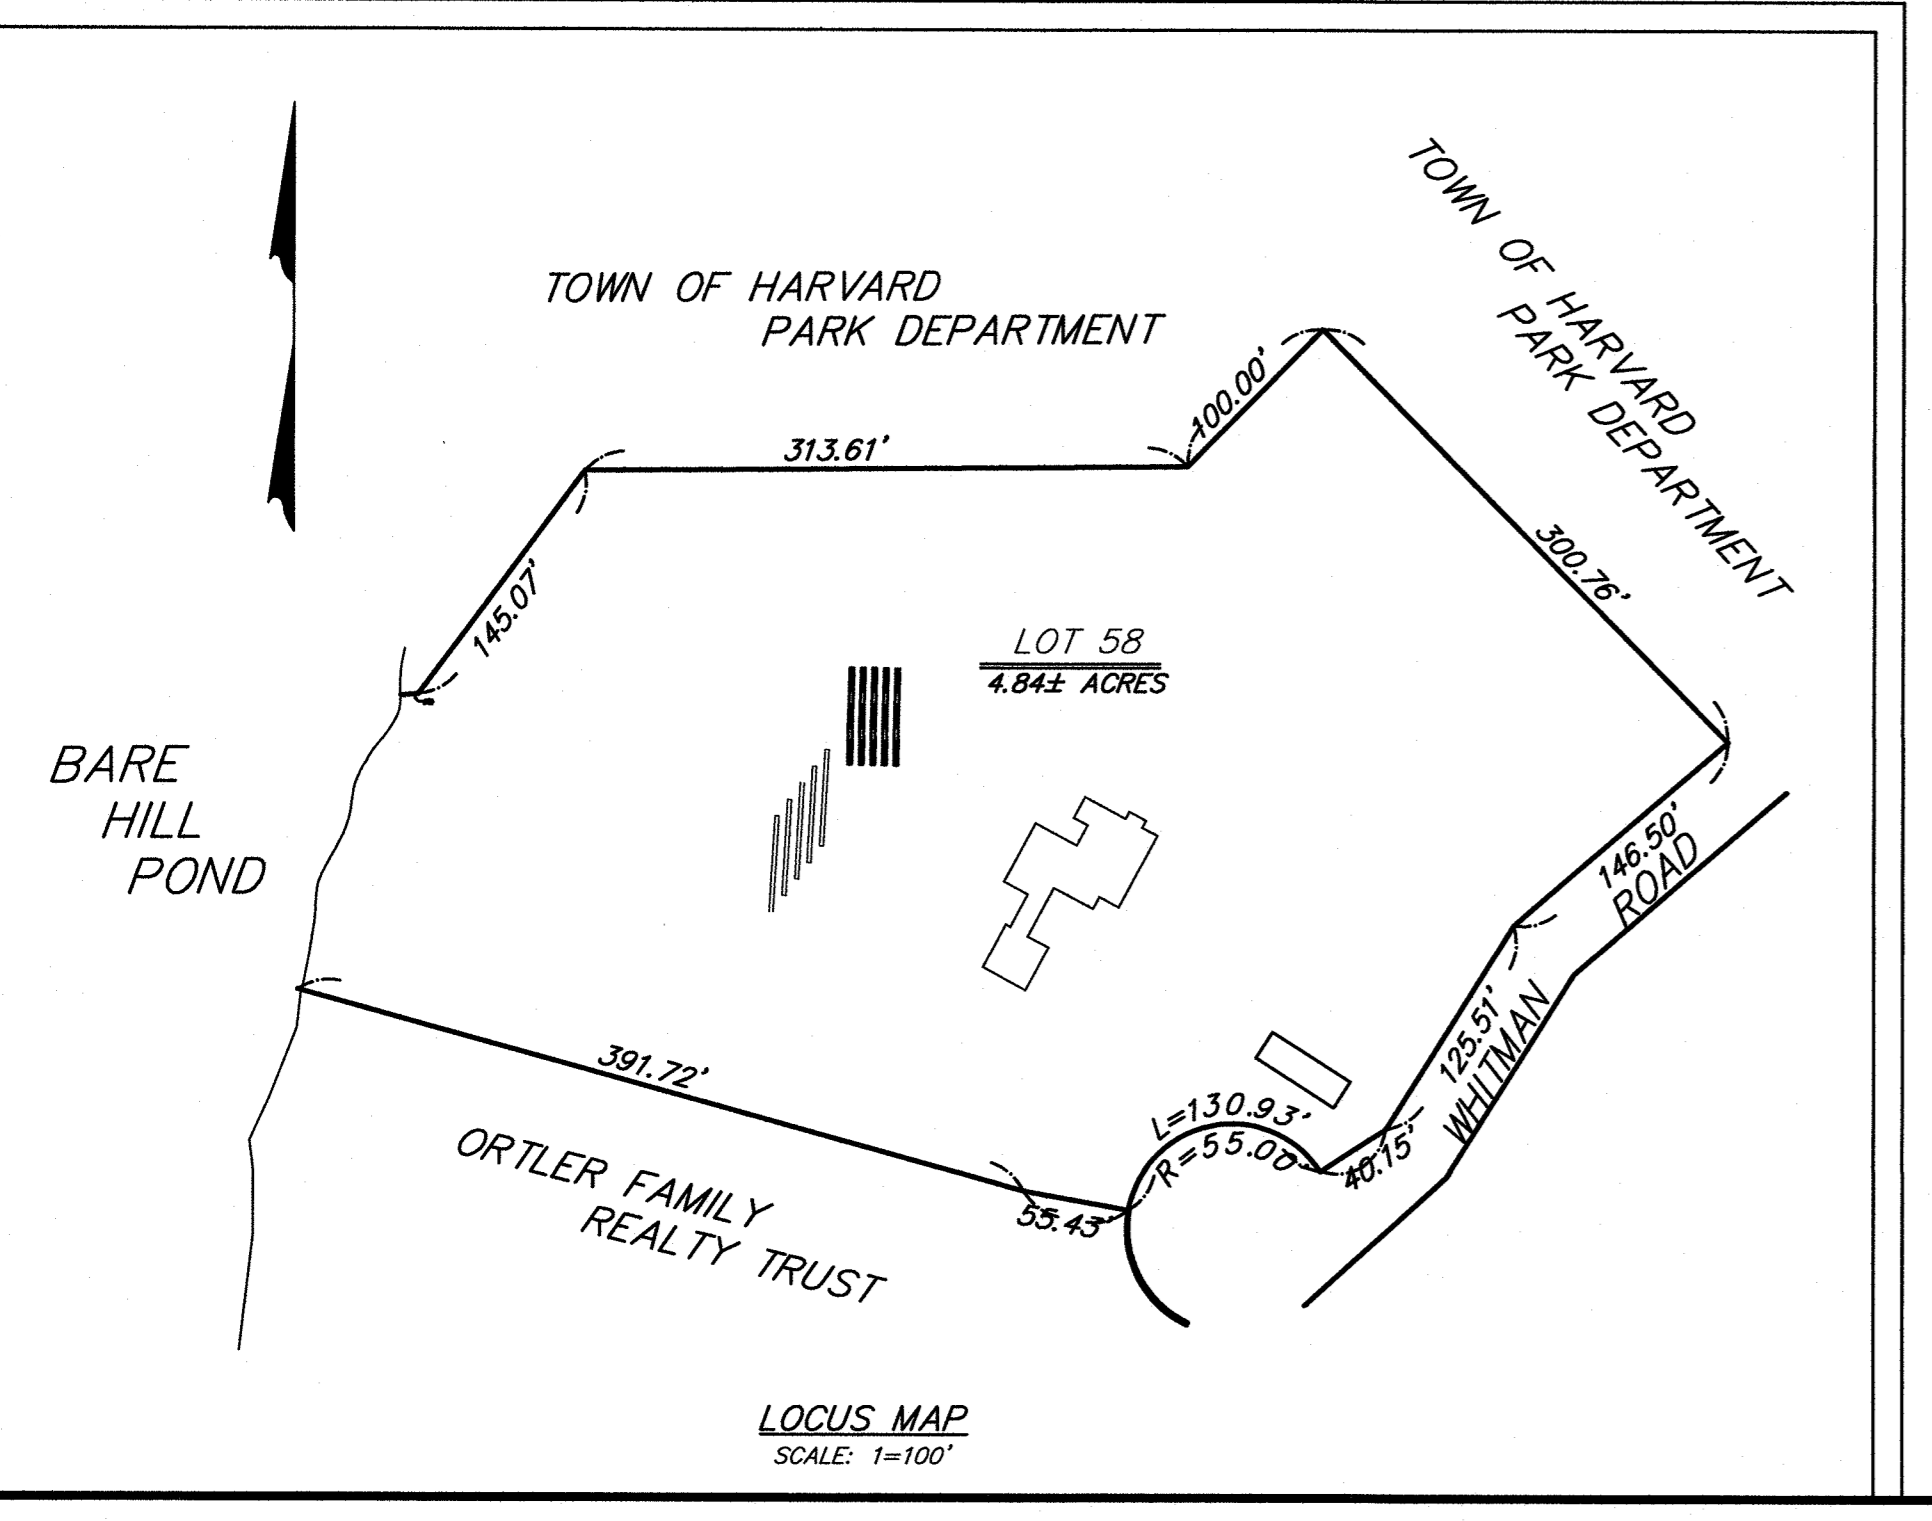 TOWN OF HARVARD
PARK DEPARTMENT
TOWN OF HARVARD
PARK DEPARTMENT
100.00'
313.61'
300.76'
145.07'
LOT 58
4.84± ACRES
BARE
HILL
POND
146.50'
ROAD
125.51'
WHITMAN
391.72'
L=130.93'
R=55.00
40.15'
55.43'
ORTLER FAMILY
REALTY TRUST
LOCUS MAP
SCALE: 1=100'